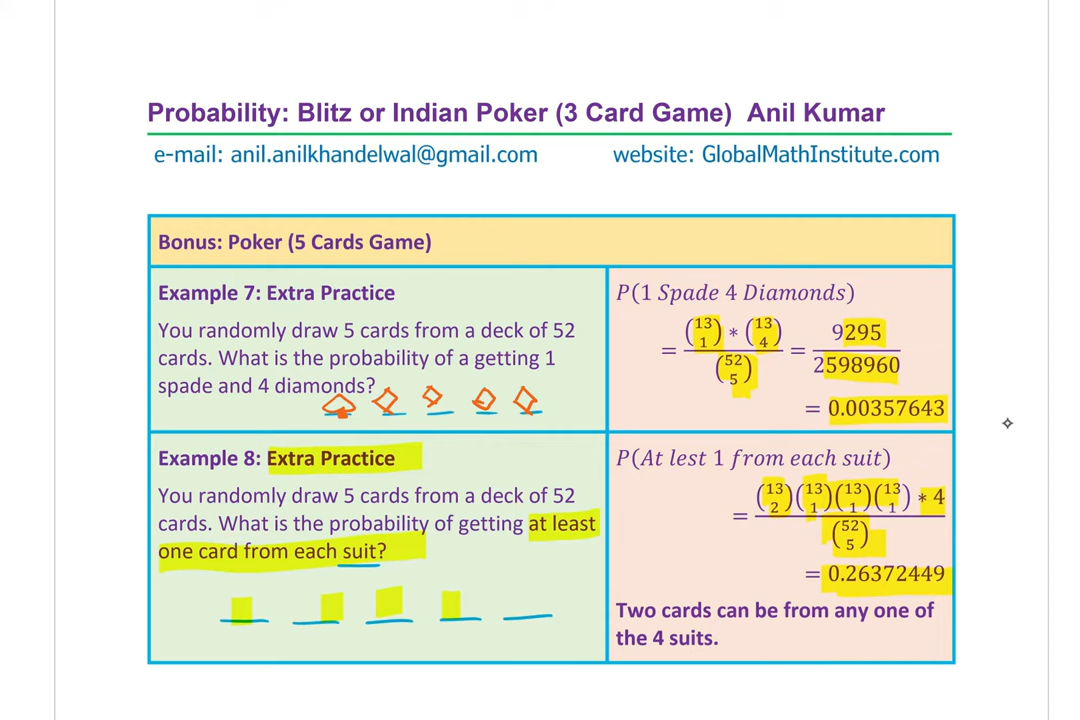 Probability: Blitz or Indian Poker (3 Card Game) Anil Kumar
e-mail: anil.anilkhandelwal@gmail.com website: GlobalMathInstitute.com
Bonus: Poker (5 Cards Game)
Example 7: Extra Practice
You randomly draw 5 cards from a deck of 52
cards. What is the probability of a getting 1
spade and 4 diamonds?
P(1 Spade 4 Diamonds)
= (13 1) * (13 4) / (52 5) = 9295 / 2598960
= 0.00357643
Example 8: Extra Practice
You randomly draw 5 cards from a deck of 52
cards. What is the probability of getting at least
one card from each suit?
P(At lest 1 from each suit)
= (13 2)(13 1)(13 1)(13 1) * 4 / (52 5)
= 0.26372449
Two cards can be from any one of
the 4 suits.